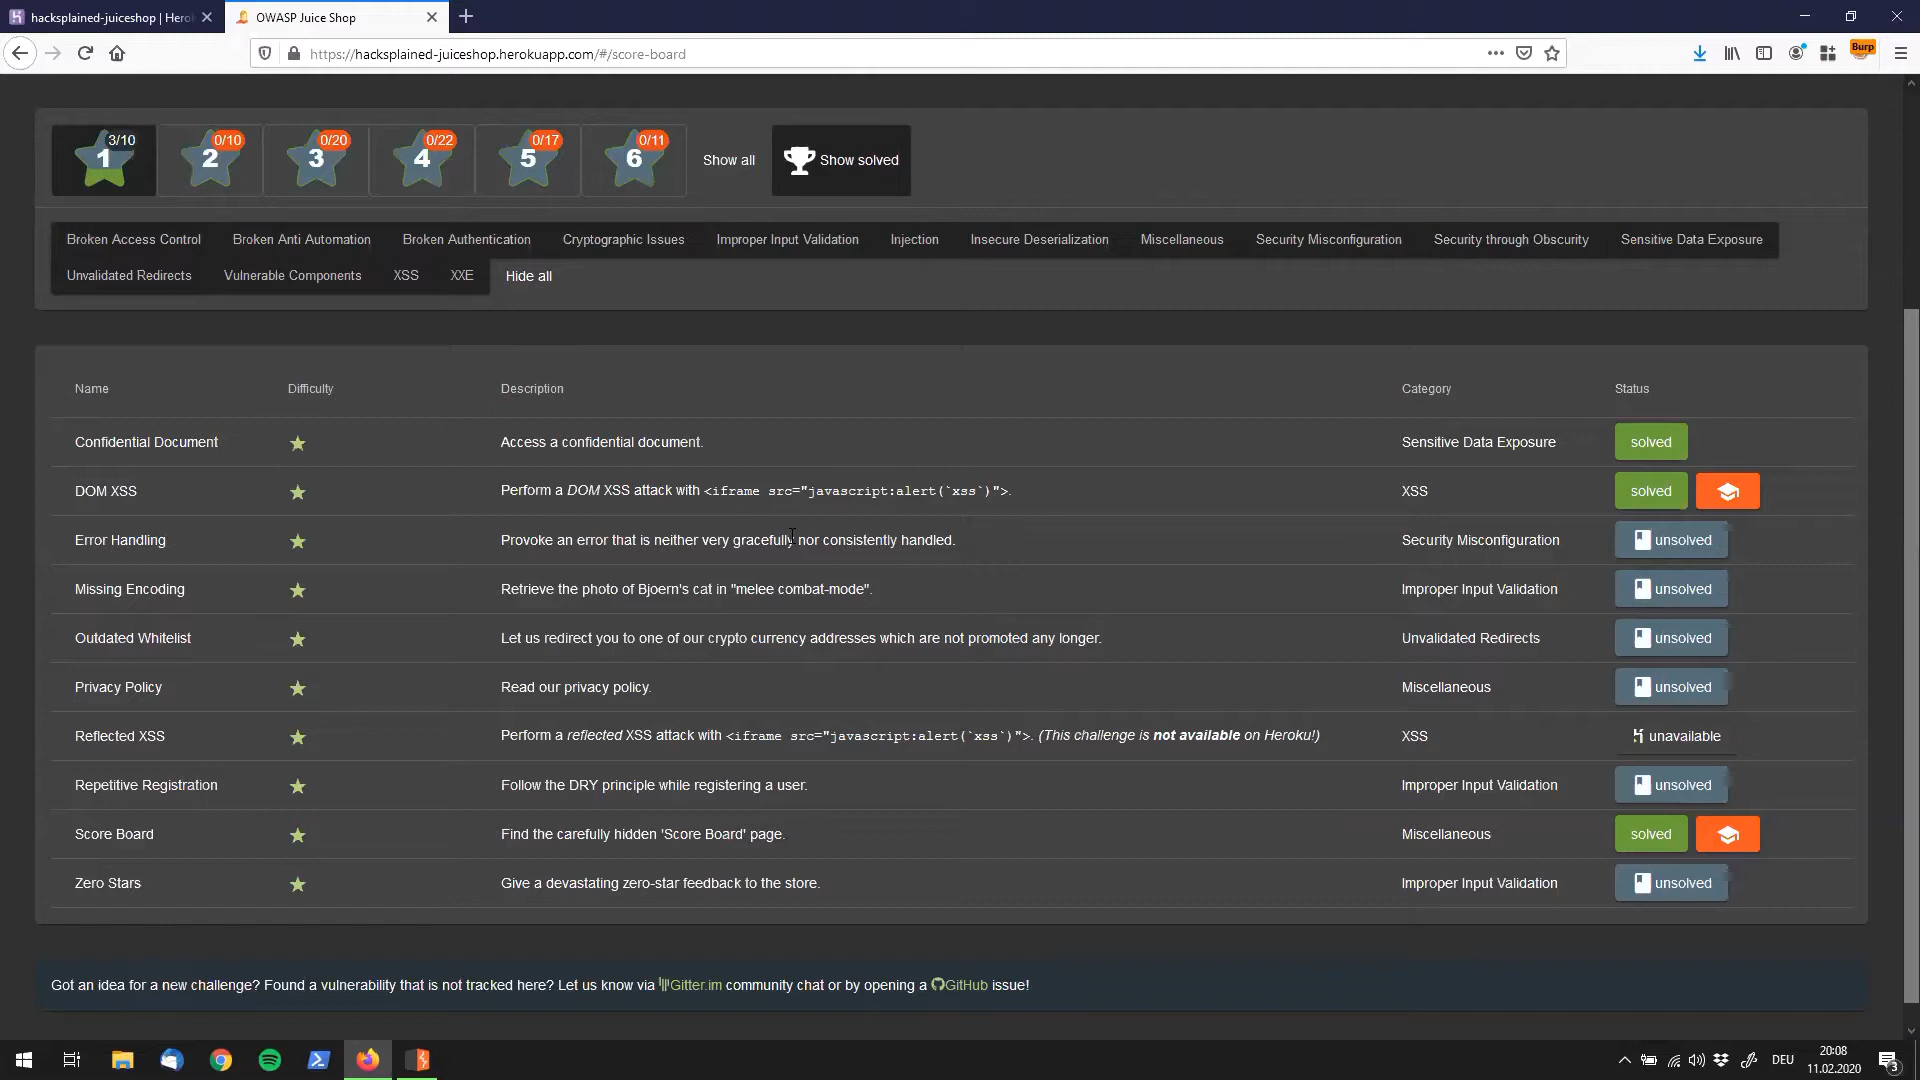 hacksplained-juiceshop | Hero
OWASP Juice Shop
https://hacksplained-juiceshop.herokuapp.com/#/score-board
Burp
1 3/10
2 0/10
3 0/20
4 0/22
5 0/17
6 0/11
Show all
Show solved
Broken Access Control Broken Anti Automation Broken Authentication Cryptographic Issues Improper Input Validation Injection Insecure Deserialization Miscellaneous Security Misconfiguration Security through Obscurity Sensitive Data Exposure
Unvalidated Redirects Vulnerable Components XSS XXE Hide all
Name Difficulty Description Category Status
Confidential Document Access a confidential document. Sensitive Data Exposure solved
DOM XSS Perform a DOM XSS attack with <iframe src="javascript:alert(`xss`)">. XSS solved
Error Handling Provoke an error that is neither very gracefully nor consistently handled. Security Misconfiguration unsolved
Missing Encoding Retrieve the photo of Bjoern's cat in "melee combat-mode". Improper Input Validation unsolved
Outdated Whitelist Let us redirect you to one of our crypto currency addresses which are not promoted any longer. Unvalidated Redirects unsolved
Privacy Policy Read our privacy policy. Miscellaneous unsolved
Reflected XSS Perform a reflected XSS attack with <iframe src="javascript:alert(`xss`)">. (This challenge is not available on Heroku!) XSS unavailable
Repetitive Registration Follow the DRY principle while registering a user. Improper Input Validation unsolved
Score Board Find the carefully hidden 'Score Board' page. Miscellaneous solved
Zero Stars Give a devastating zero-star feedback to the store. Improper Input Validation unsolved
Got an idea for a new challenge? Found a vulnerability that is not tracked here? Let us know via Gitter.im community chat or by opening a GitHub issue!
DEU
20:08
11.02.2020
3